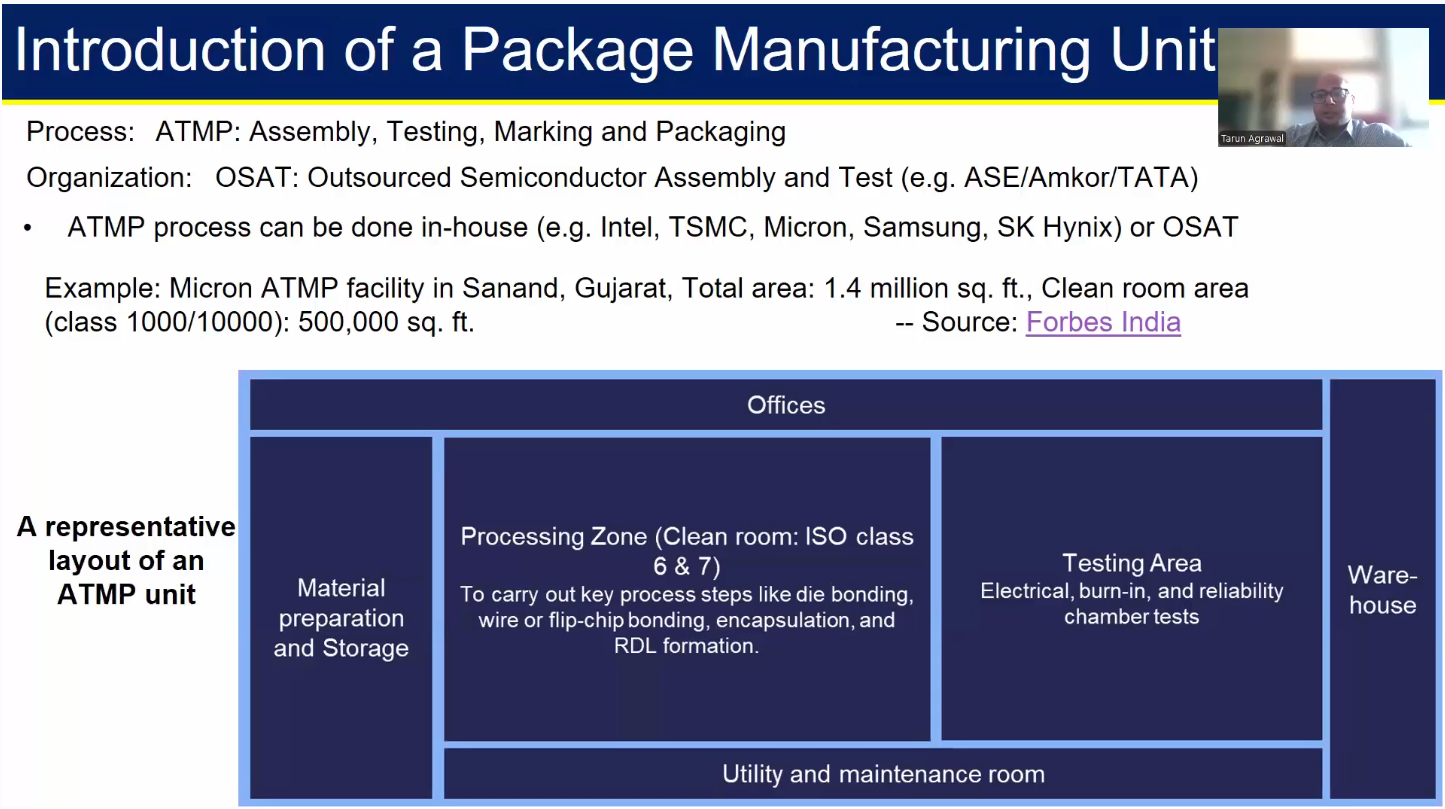 Introduction of a Package Manufacturing Unit
Tarun Agrawal
Process: ATMP: Assembly, Testing, Marking and Packaging
Organization: OSAT: Outsourced Semiconductor Assembly and Test (e.g. ASE/Amkor/TATA)
• ATMP process can be done in-house (e.g. Intel, TSMC, Micron, Samsung, SK Hynix) or OSAT
Example: Micron ATMP facility in Sanand, Gujarat, Total area: 1.4 million sq. ft., Clean room area
(class 1000/10000): 500,000 sq. ft. -- Source: Forbes India
A representative
layout of an
ATMP unit
Offices
Material
preparation
and Storage
Processing Zone (Clean room: ISO class
6 & 7)
To carry out key process steps like die bonding,
wire or flip-chip bonding, encapsulation, and
RDL formation.
Testing Area
Electrical, burn-in, and reliability
chamber tests
Ware-
house
Utility and maintenance room